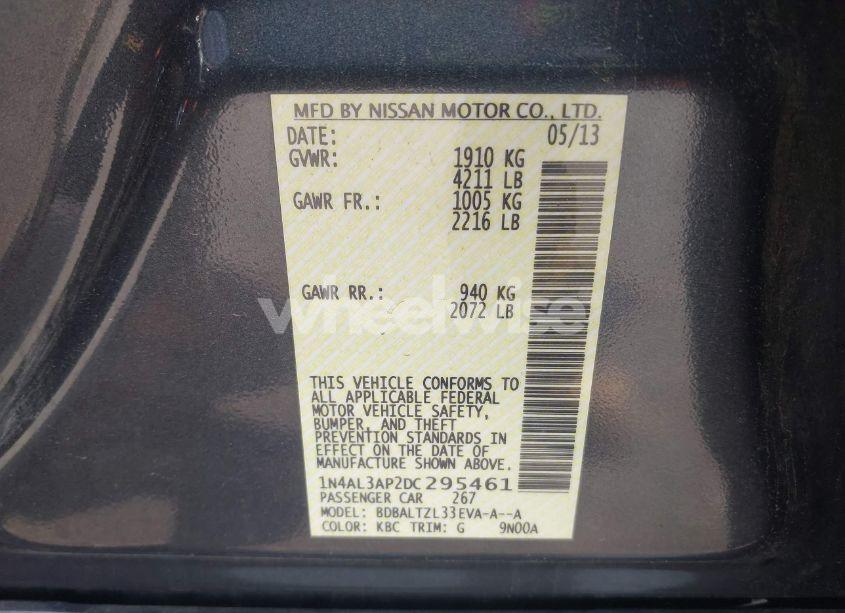 MFD BY NISSAN MOTOR CO., LTD.
DATE: 05/13
GVWR: 1910 KG
4211 LB
GAWR FR.: 1005 KG
2216 LB
GAWR RR.: 940 KG
2072 LB
wheelwise
THIS VEHICLE CONFORMS TO
ALL APPLICABLE FEDERAL
MOTOR VEHICLE SAFETY,
BUMPER, AND THEFT
PREVENTION STANDARDS IN
EFFECT ON THE DATE OF
MANUFACTURE SHOWN ABOVE.
1N4AL3AP2DC295461
PASSENGER CAR 267
MODEL: BDBALTZL33EVA-A--A
COLOR: KBC TRIM: G 9N00A